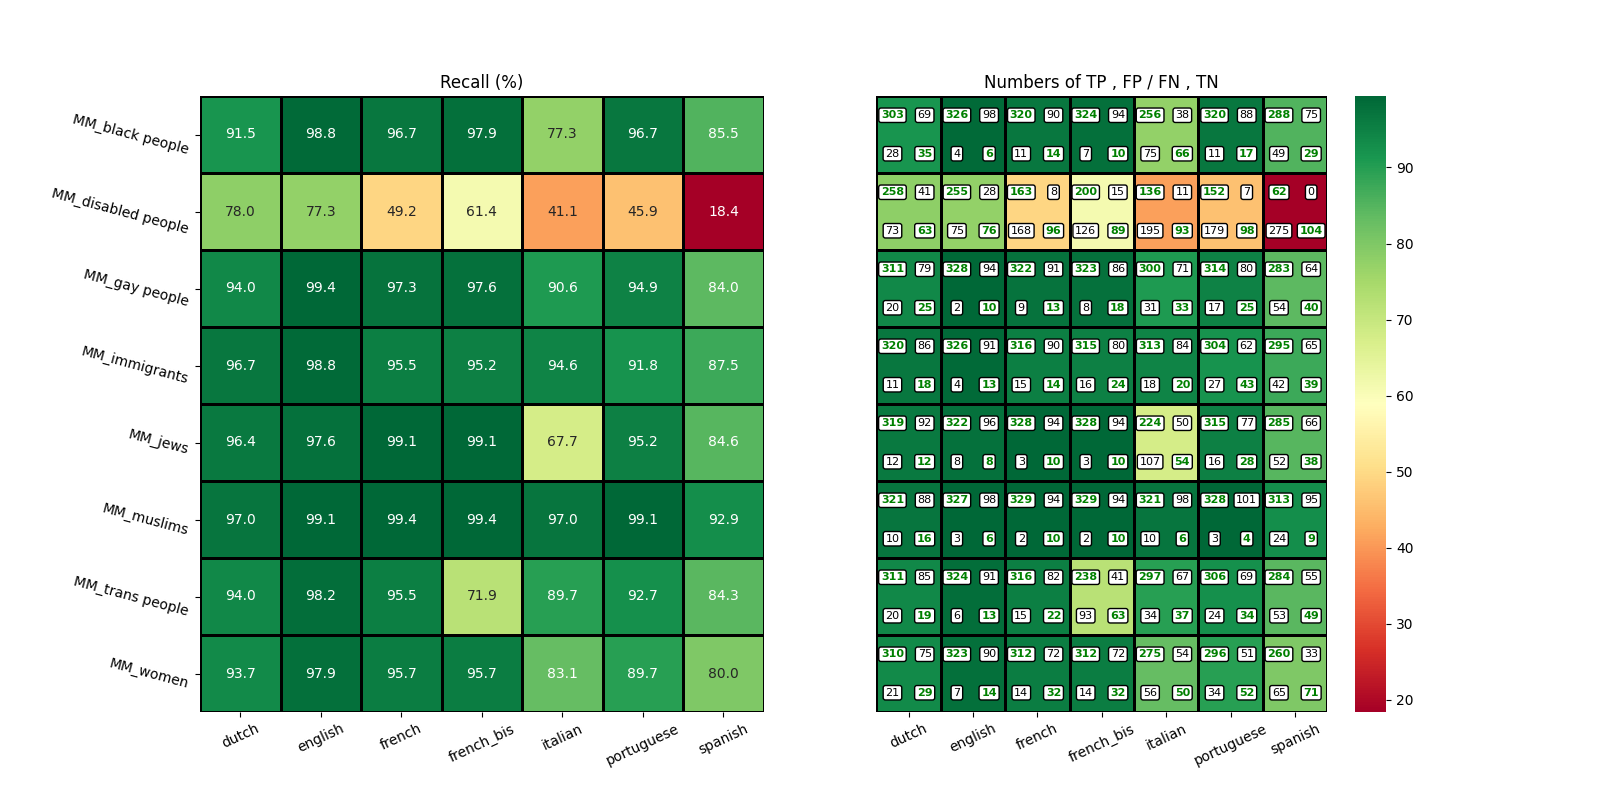 Recall (%)
Numbers of TP , FP / FN , TN
MM_black people
91.5 98.8 96.7 97.9 77.3 96.7 85.5
303 69 326 98 320 90 324 94 256 38 320 88 288 75
28 35 4 6 11 14 7 10 75 66 11 17 49 29
MM_disabled people
78.0 77.3 49.2 61.4 41.1 45.9 18.4
258 41 255 28 163 8 200 15 136 11 152 7 62 0
73 63 75 76 168 96 126 89 195 93 179 98 275 104
MM_gay people
94.0 99.4 97.3 97.6 90.6 94.9 84.0
311 79 328 94 322 91 323 86 300 71 314 80 283 64
20 25 2 10 9 13 8 18 31 33 17 25 54 40
MM_immigrants
96.7 98.8 95.5 95.2 94.6 91.8 87.5
320 86 326 91 316 90 315 80 313 84 304 62 295 65
11 18 4 13 15 14 16 24 18 20 27 43 42 39
MM_jews
96.4 97.6 99.1 99.1 67.7 95.2 84.6
319 92 322 96 328 94 328 94 224 50 315 77 285 66
12 12 8 8 3 10 3 10 107 54 16 28 52 38
MM_muslims
97.0 99.1 99.4 99.4 97.0 99.1 92.9
321 88 327 98 329 94 329 94 321 98 328 101 313 95
10 16 3 6 2 10 2 10 10 6 3 4 24 9
MM_trans people
94.0 98.2 95.5 71.9 89.7 92.7 84.3
311 85 324 91 316 82 238 41 297 67 306 69 284 55
20 19 6 13 15 22 93 63 34 37 24 34 53 49
MM_women
93.7 97.9 95.7 95.7 83.1 89.7 80.0
310 75 323 90 312 72 312 72 275 54 296 51 260 33
21 29 7 14 14 32 14 32 56 50 34 52 65 71
dutch english french french_bis italian portuguese spanish
dutch english french french_bis italian portuguese spanish
90
80
70
60
50
40
30
20